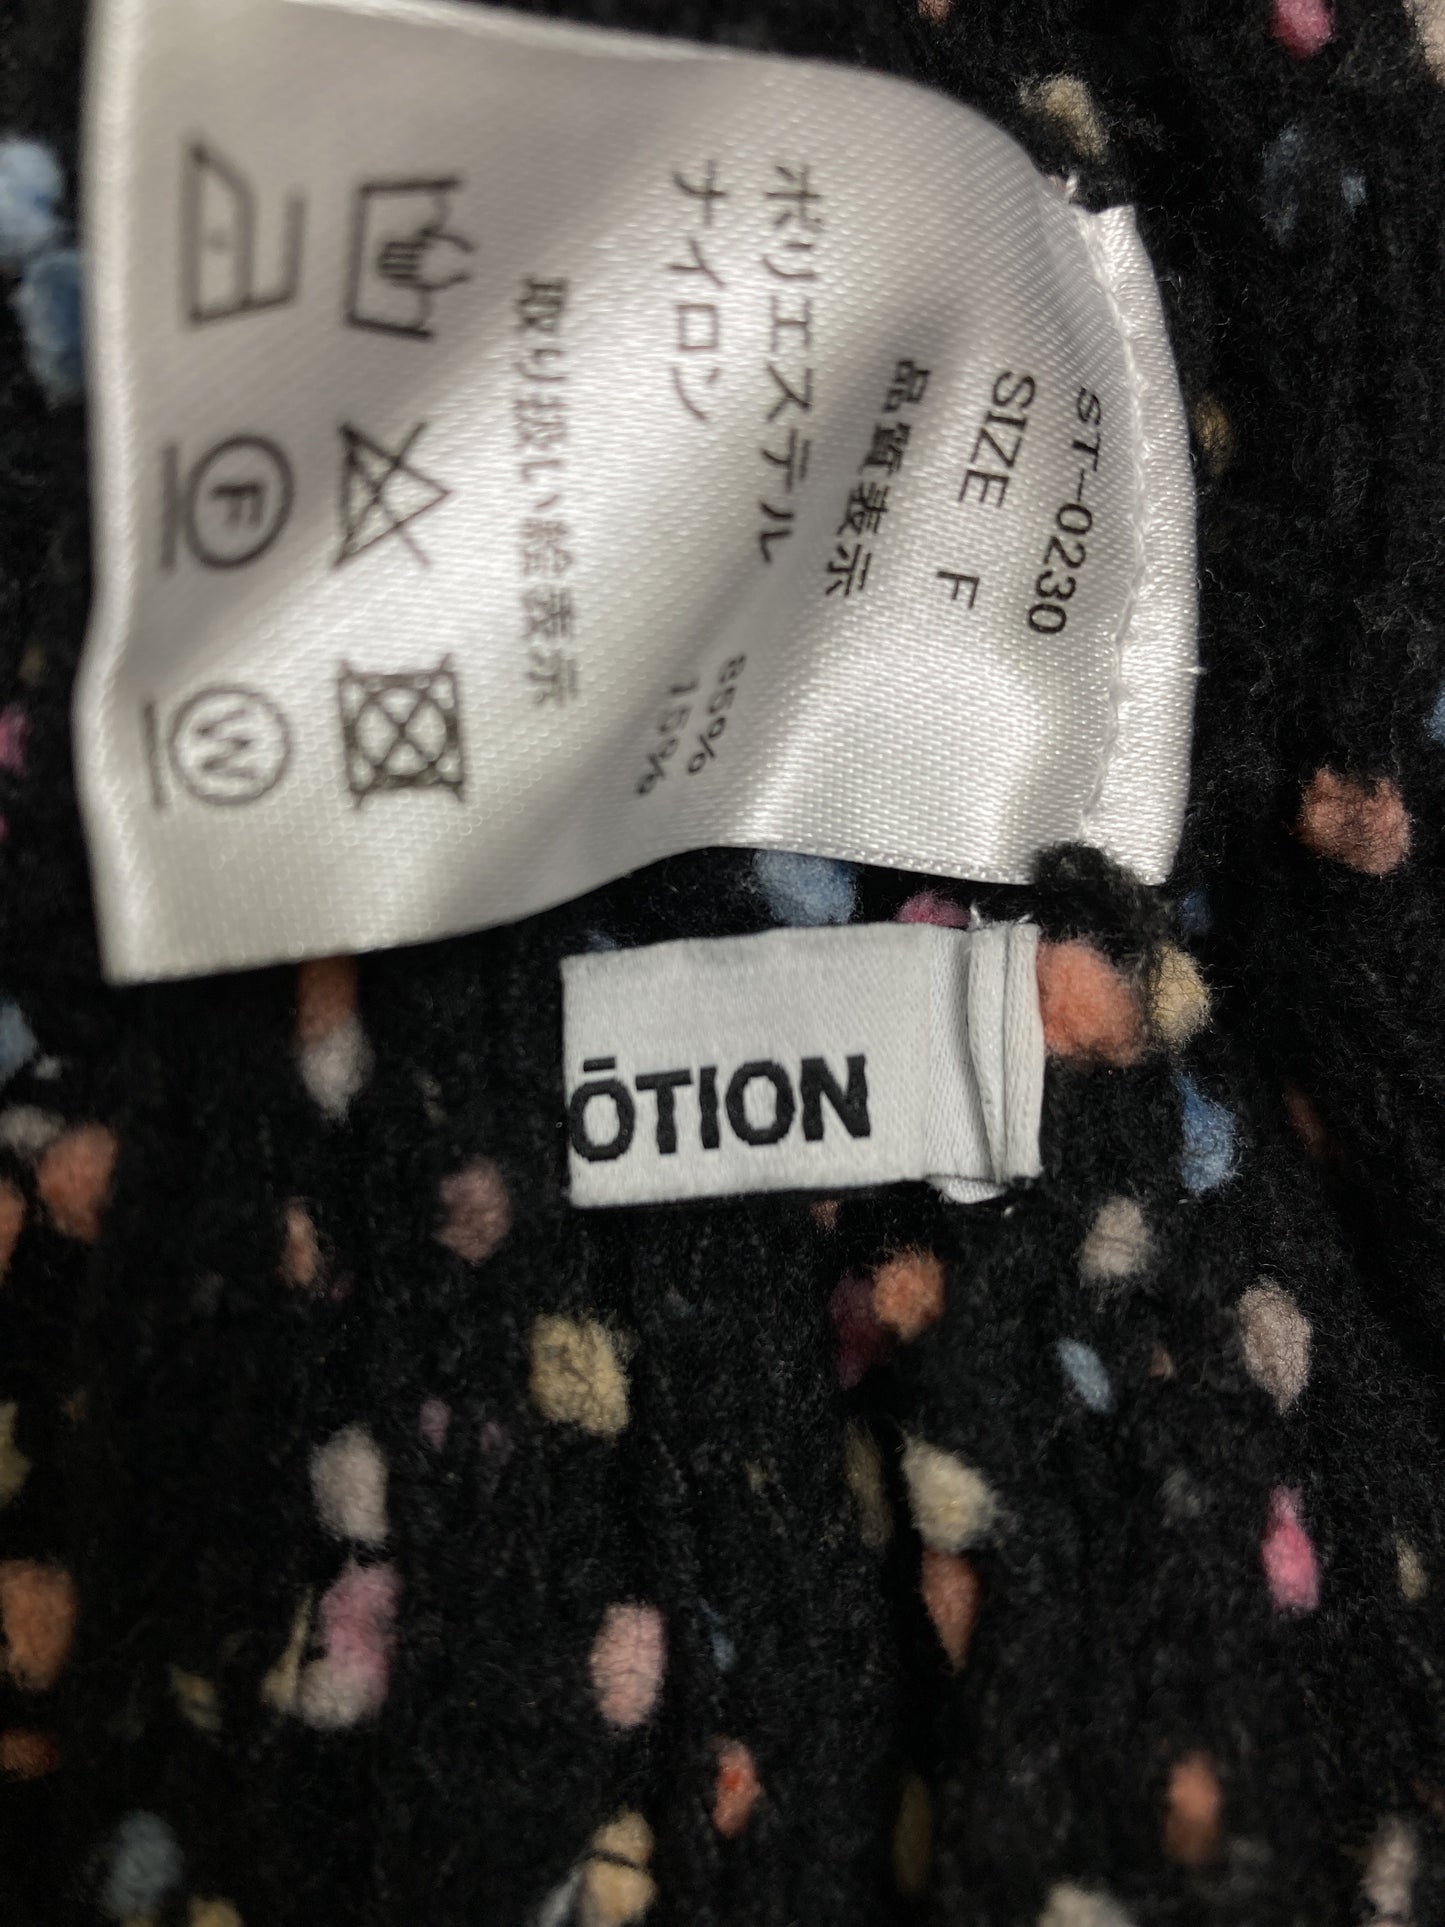 ST-0230
SIZE F
品質表示
ポリエステル 85%
ナイロン 15%
取り扱い絵表示
F
W
ŌTION